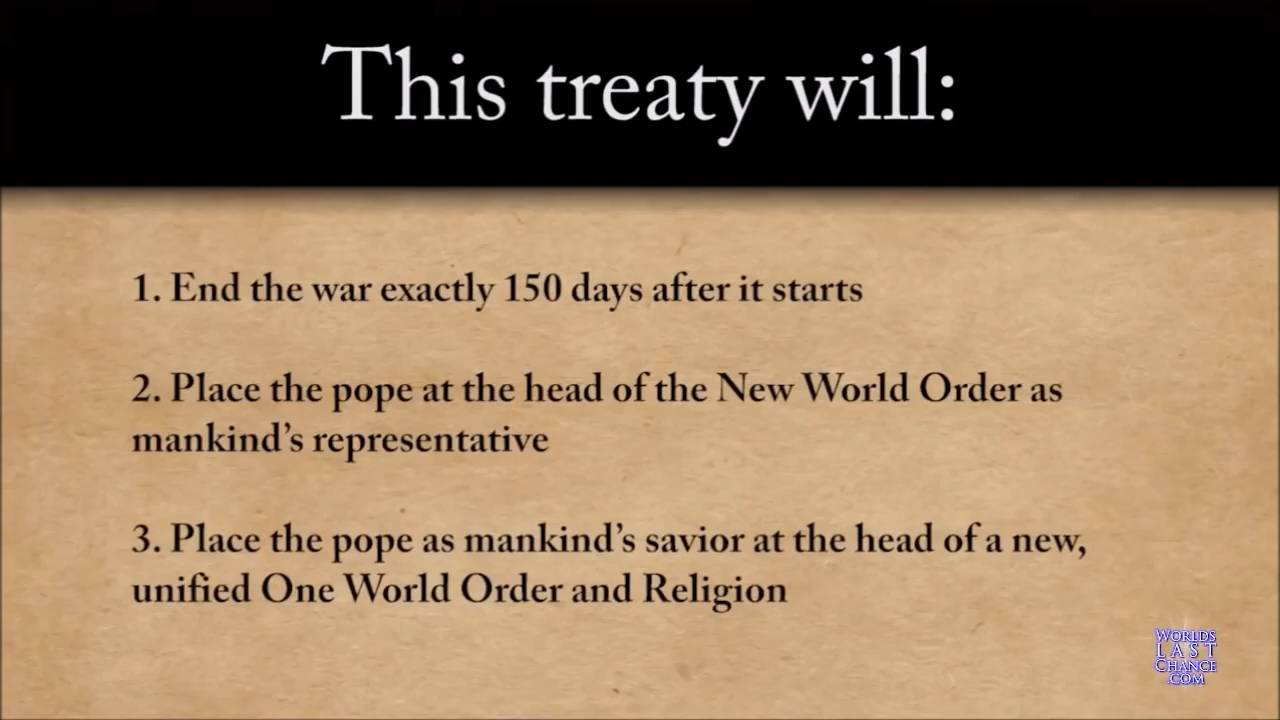 This treaty will:
1. End the war exactly 150 days after it starts
2. Place the pope at the head of the New World Order as
mankind's representative
3. Place the pope as mankind's savior at the head of a new,
unified One World Order and Religion
WORLDS
LAST
CHANCE
.COM